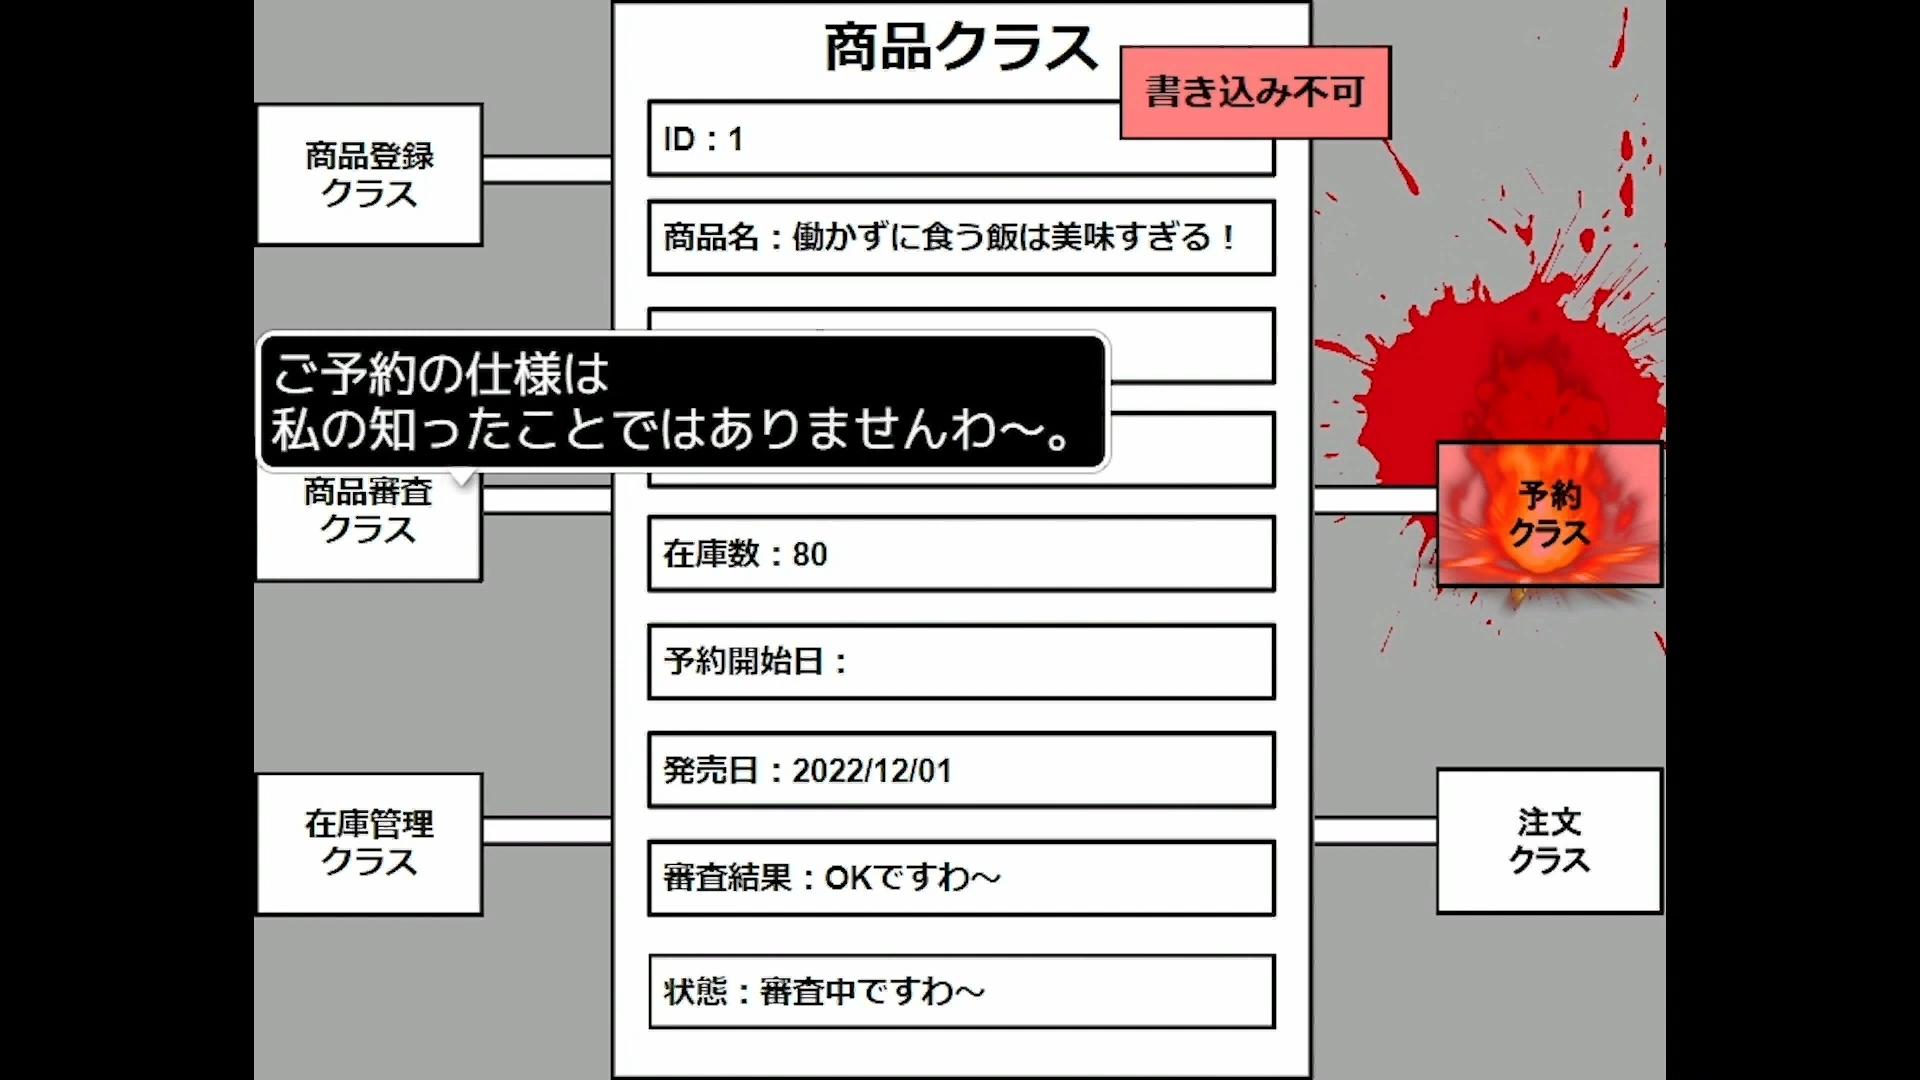 商品クラス
書き込み不可
ID：1
商品登録
クラス
商品名：働かずに食う飯は美味すぎる！
ご予約の仕様は
私の知ったことではありませんわ～。
商品審査
クラス
予約
クラス
在庫数：80
予約開始日：
発売日：2022/12/01
在庫管理
クラス
注文
クラス
審査結果：OKですわ～
状態：審査中ですわ～